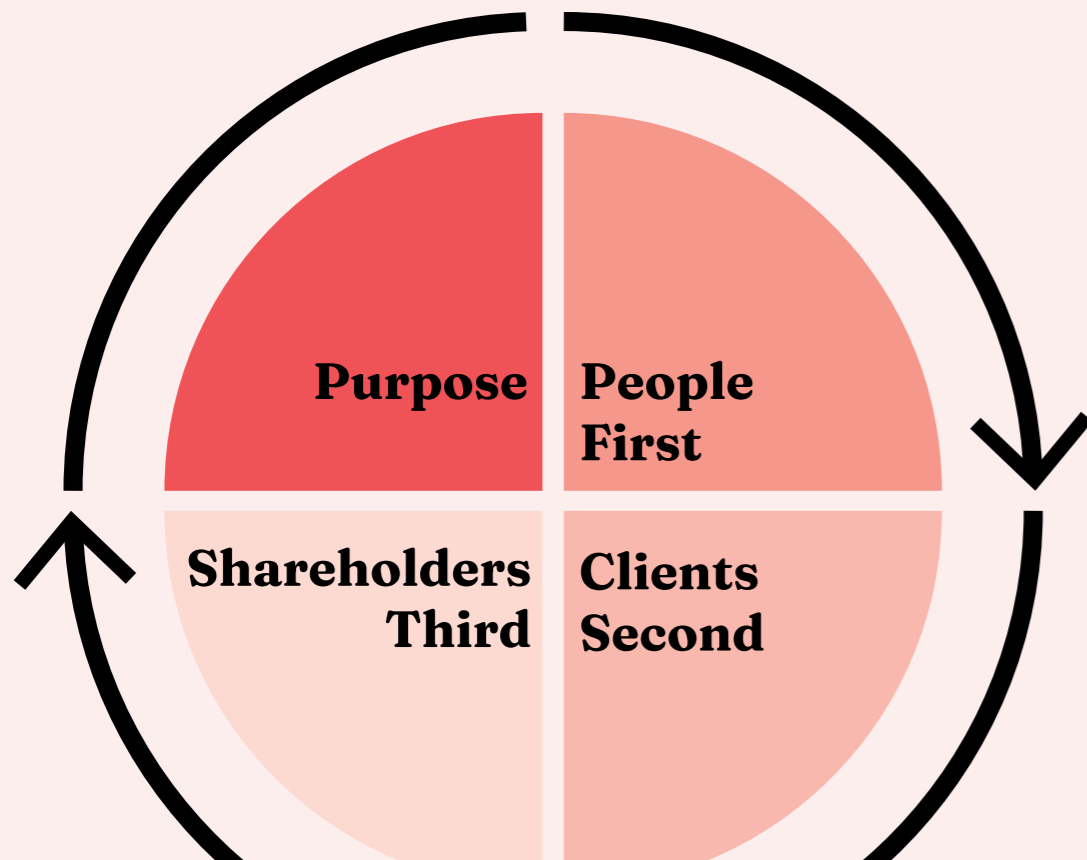 Purpose
People
First
Shareholders
Third
Clients
Second